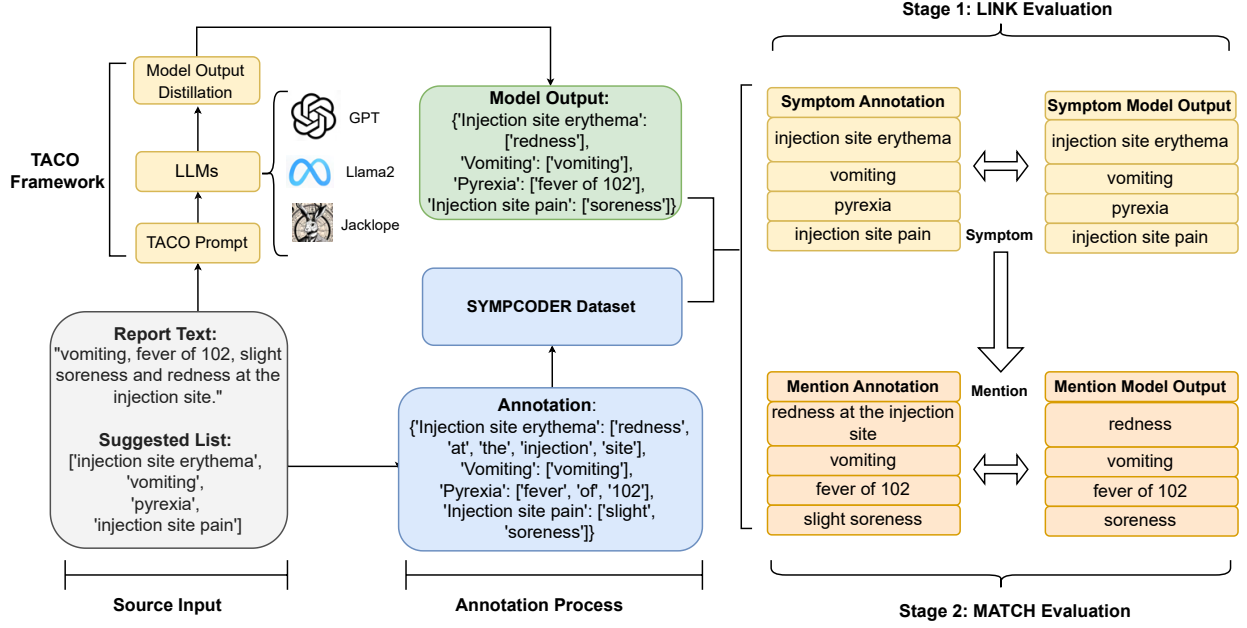 Stage 1: LINK Evaluation
Model Output
Distillation
TACO
Framework
LLMs
TACO Prompt
GPT
Llama2
Jacklope
Report Text:
"vomiting, fever of 102, slight
soreness and redness at the
injection site."
Suggested List:
['injection site erythema',
'vomiting',
'pyrexia',
'injection site pain']
Source Input
Model Output:
{'Injection site erythema':
['redness'],
'Vomiting': ['vomiting'],
'Pyrexia': ['fever of 102'],
'Injection site pain': ['soreness']}
SYMPCODER Dataset
Annotation:
{'Injection site erythema': ['redness',
'at', 'the', 'injection', 'site'],
'Vomiting': ['vomiting'],
'Pyrexia': ['fever', 'of', '102'],
'Injection site pain': ['slight',
'soreness']}
Annotation Process
Symptom Annotation
injection site erythema
vomiting
pyrexia
injection site pain
Symptom
Symptom Model Output
injection site erythema
vomiting
pyrexia
injection site pain
Mention Annotation
redness at the injection
site
vomiting
fever of 102
slight soreness
Mention
Mention Model Output
redness
vomiting
fever of 102
soreness
Stage 2: MATCH Evaluation